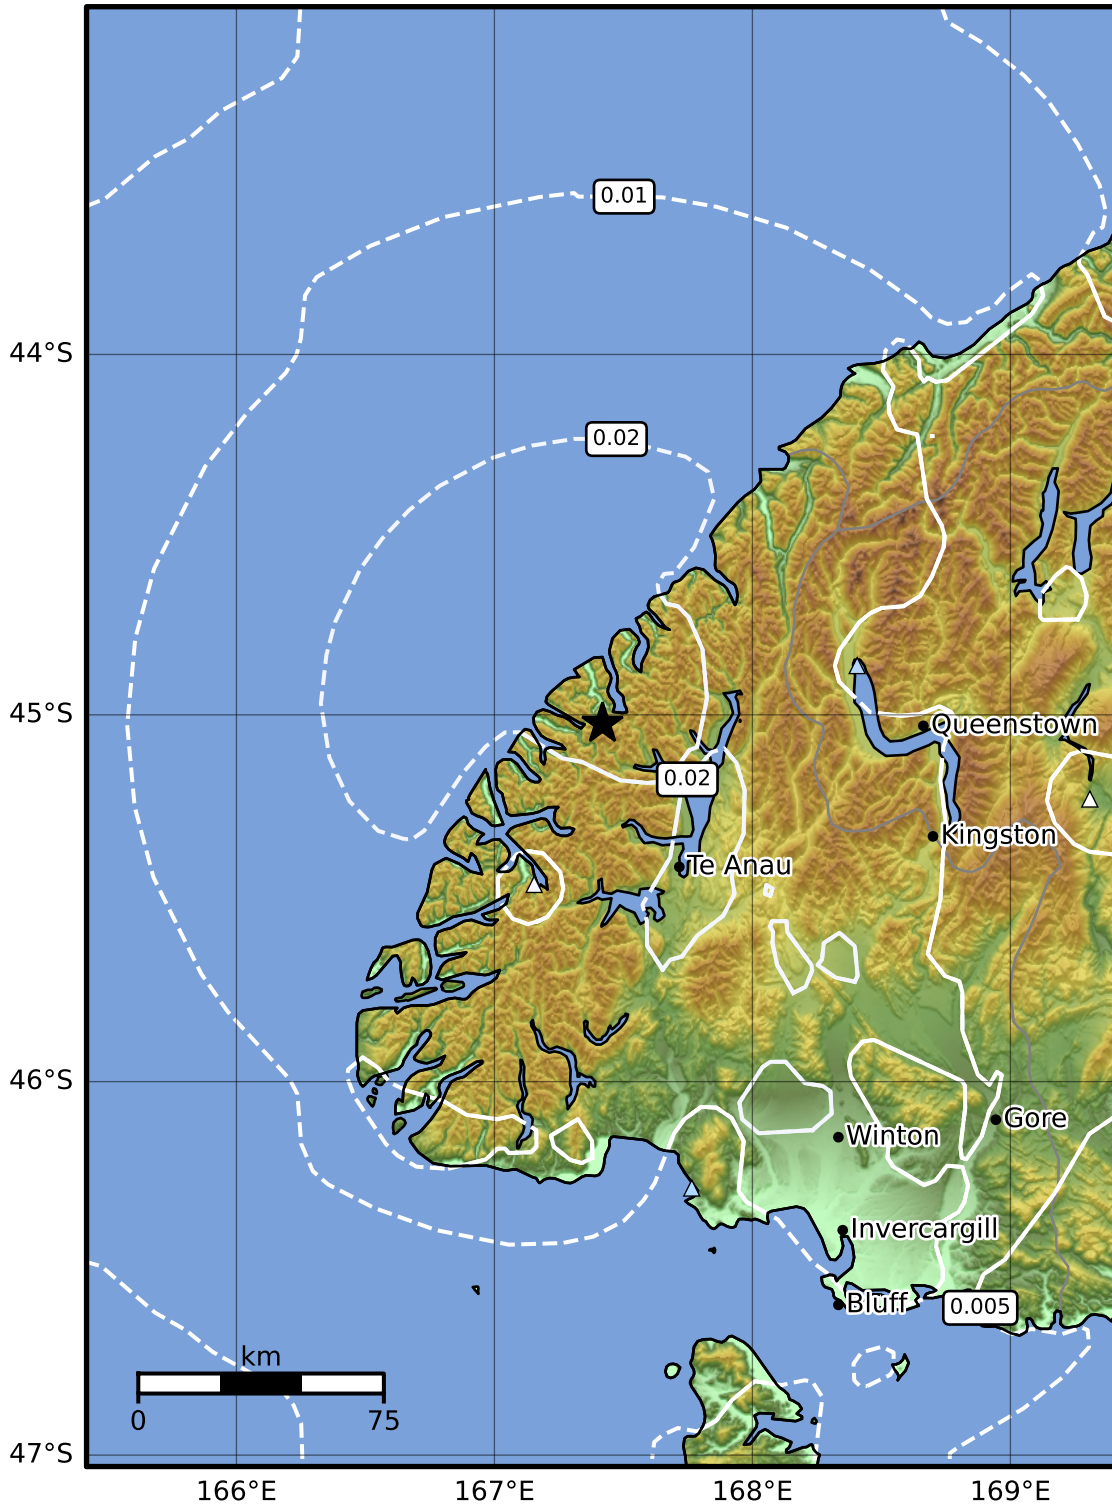 0.01
44°S
0.02
45°S
Queenstown
0.02
Kingston
Te Anau
46°S
Gore
Winton
Invercargill
Bluff
0.005
km
0
75
47°S
166°E
167°E
168°E
169°E